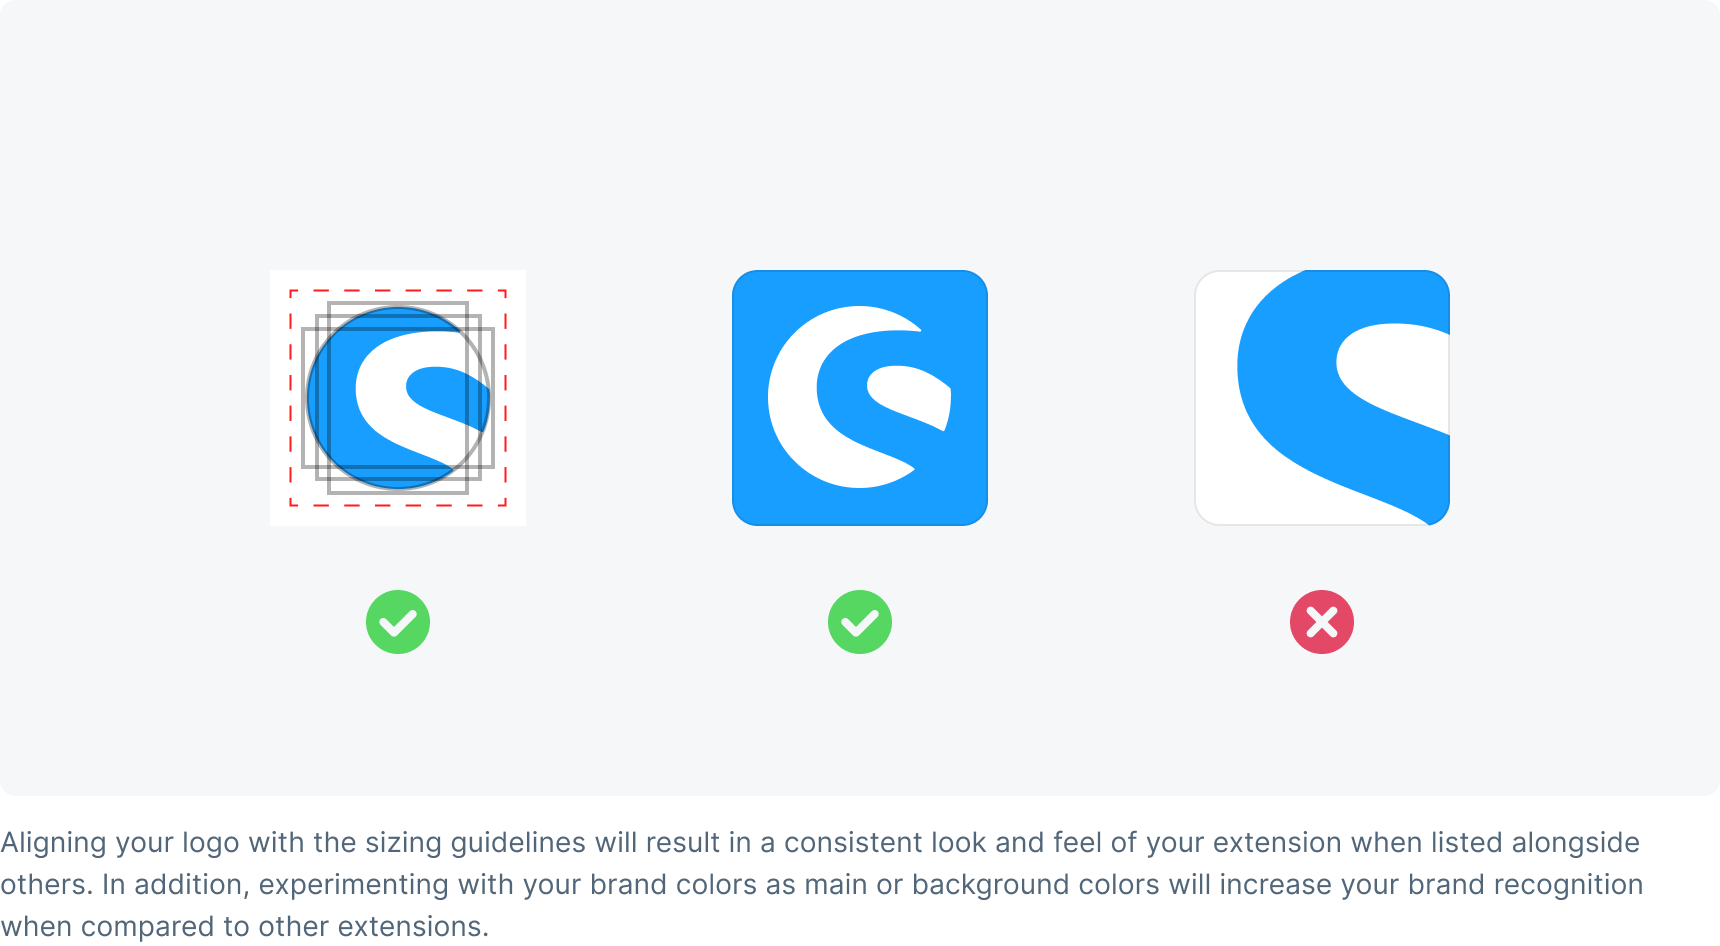 Aligning your logo with the sizing guidelines will result in a consistent look and feel of your extension when listed alongside
others. In addition, experimenting with your brand colors as main or background colors will increase your brand recognition
when compared to other extensions.